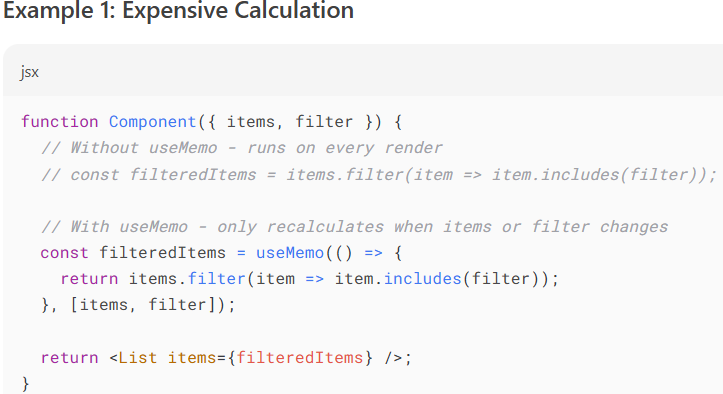 Example 1: Expensive Calculation
jsx
function Component({ items, filter }) {
  // Without useMemo - runs on every render
  // const filteredItems = items.filter(item => item.includes(filter));

  // With useMemo - only recalculates when items or filter changes
  const filteredItems = useMemo(() => {
    return items.filter(item => item.includes(filter));
  }, [items, filter]);

  return <List items={filteredItems} />;
}